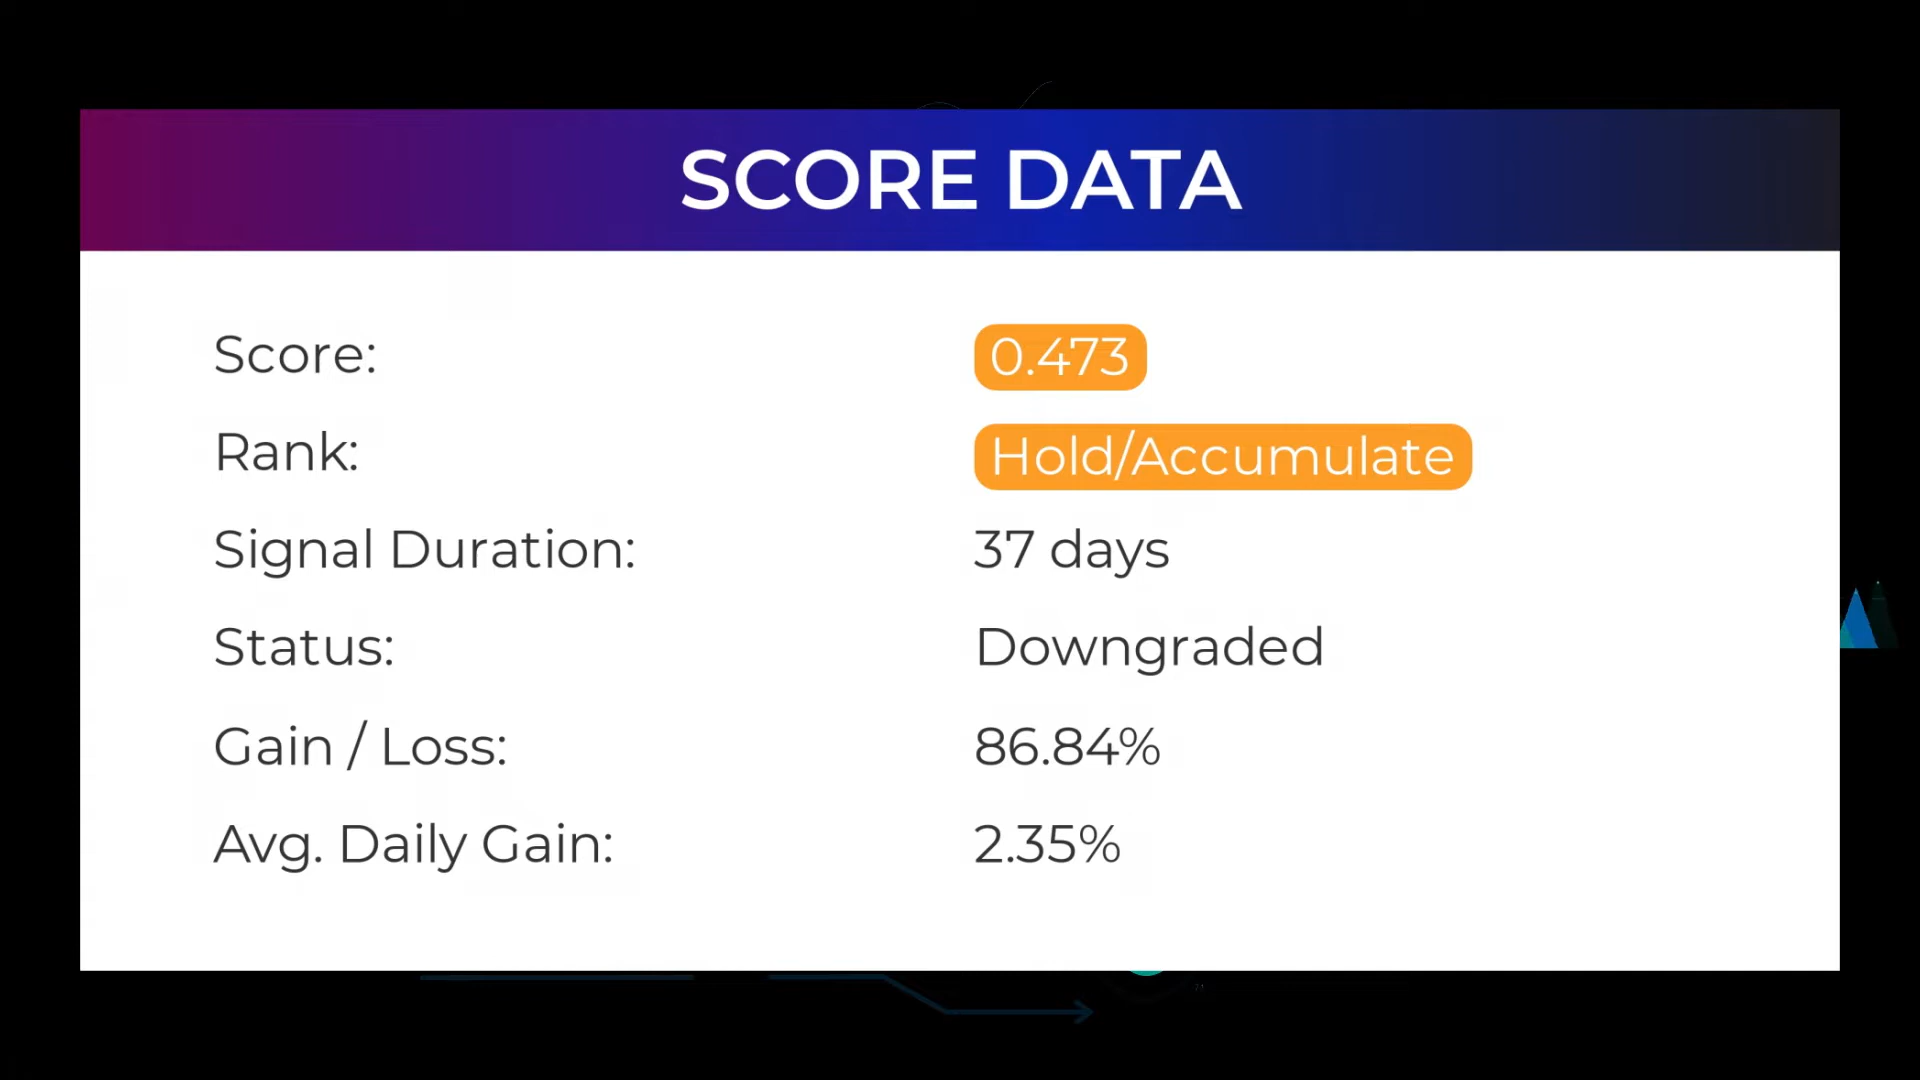 SCORE DATA
Score: 0.473
Rank: Hold/Accumulate
Signal Duration: 37 days
Status: Downgraded
Gain / Loss: 86.84%
Avg. Daily Gain: 2.35%